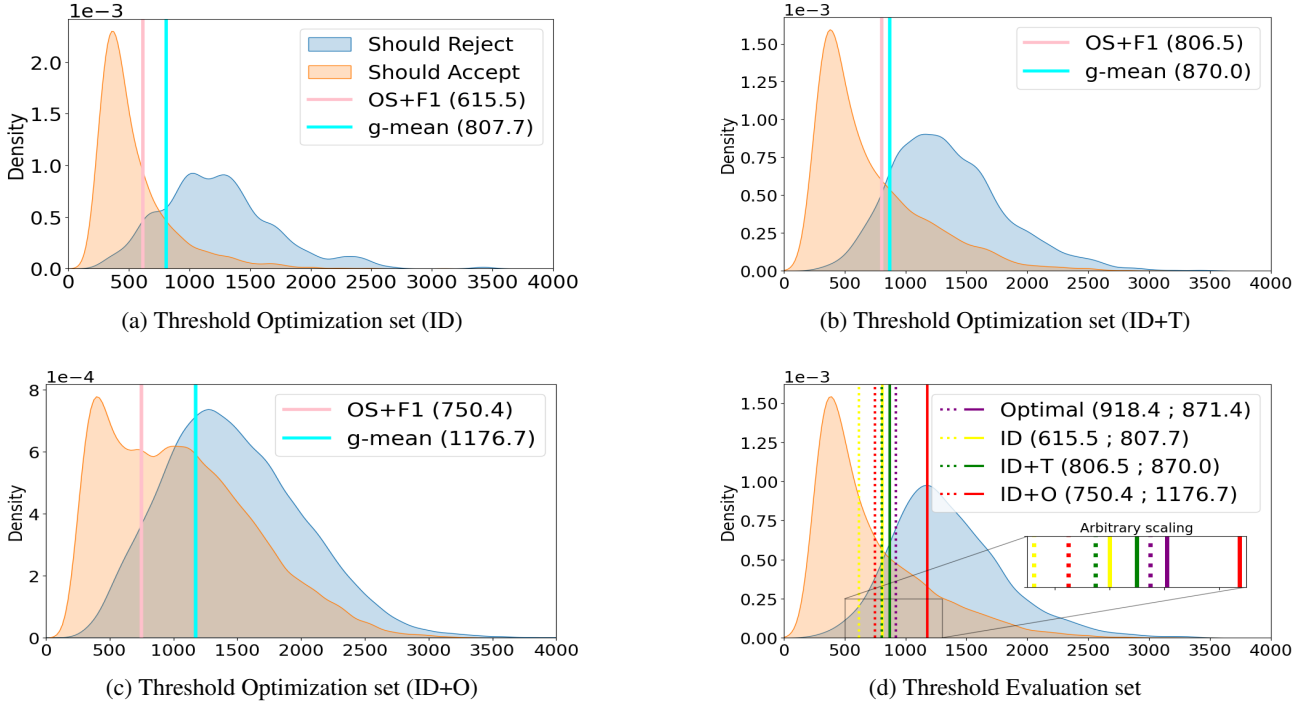 1e−3
Density
2.0
1.5
1.0
0.5
0.0
Should Reject
Should Accept
OS+F1 (615.5)
g-mean (807.7)
0 500 1000 1500 2000 2500 3000 3500 4000
(a) Threshold Optimization set (ID)
1e−3
Density
1.50
1.25
1.00
0.75
0.50
0.25
0.00
OS+F1 (806.5)
g-mean (870.0)
0 500 1000 1500 2000 2500 3000 3500 4000
(b) Threshold Optimization set (ID+T)
1e−4
Density
8
6
4
2
0
OS+F1 (750.4)
g-mean (1176.7)
0 500 1000 1500 2000 2500 3000 3500 4000
(c) Threshold Optimization set (ID+O)
1e−3
Density
1.50
1.25
1.00
0.75
0.50
0.25
0.00
Optimal (918.4 ; 871.4)
ID (615.5 ; 807.7)
ID+T (806.5 ; 870.0)
ID+O (750.4 ; 1176.7)
Arbitrary scaling
0 500 1000 1500 2000 2500 3000 3500 4000
(d) Threshold Evaluation set